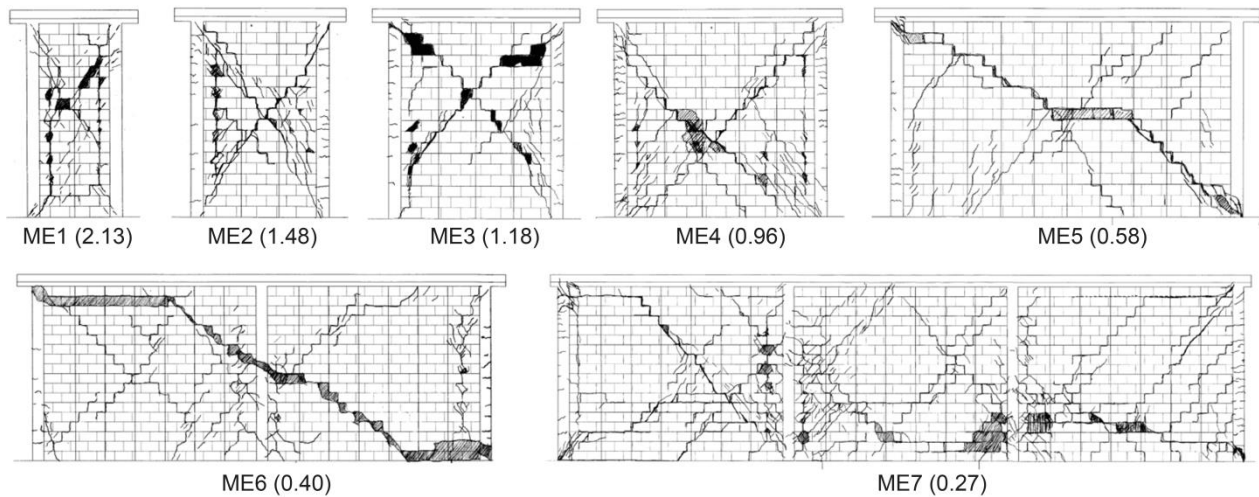 ME1 (2.13)
ME2 (1.48)
ME3 (1.18)
ME4 (0.96)
ME5 (0.58)
ME6 (0.40)
ME7 (0.27)